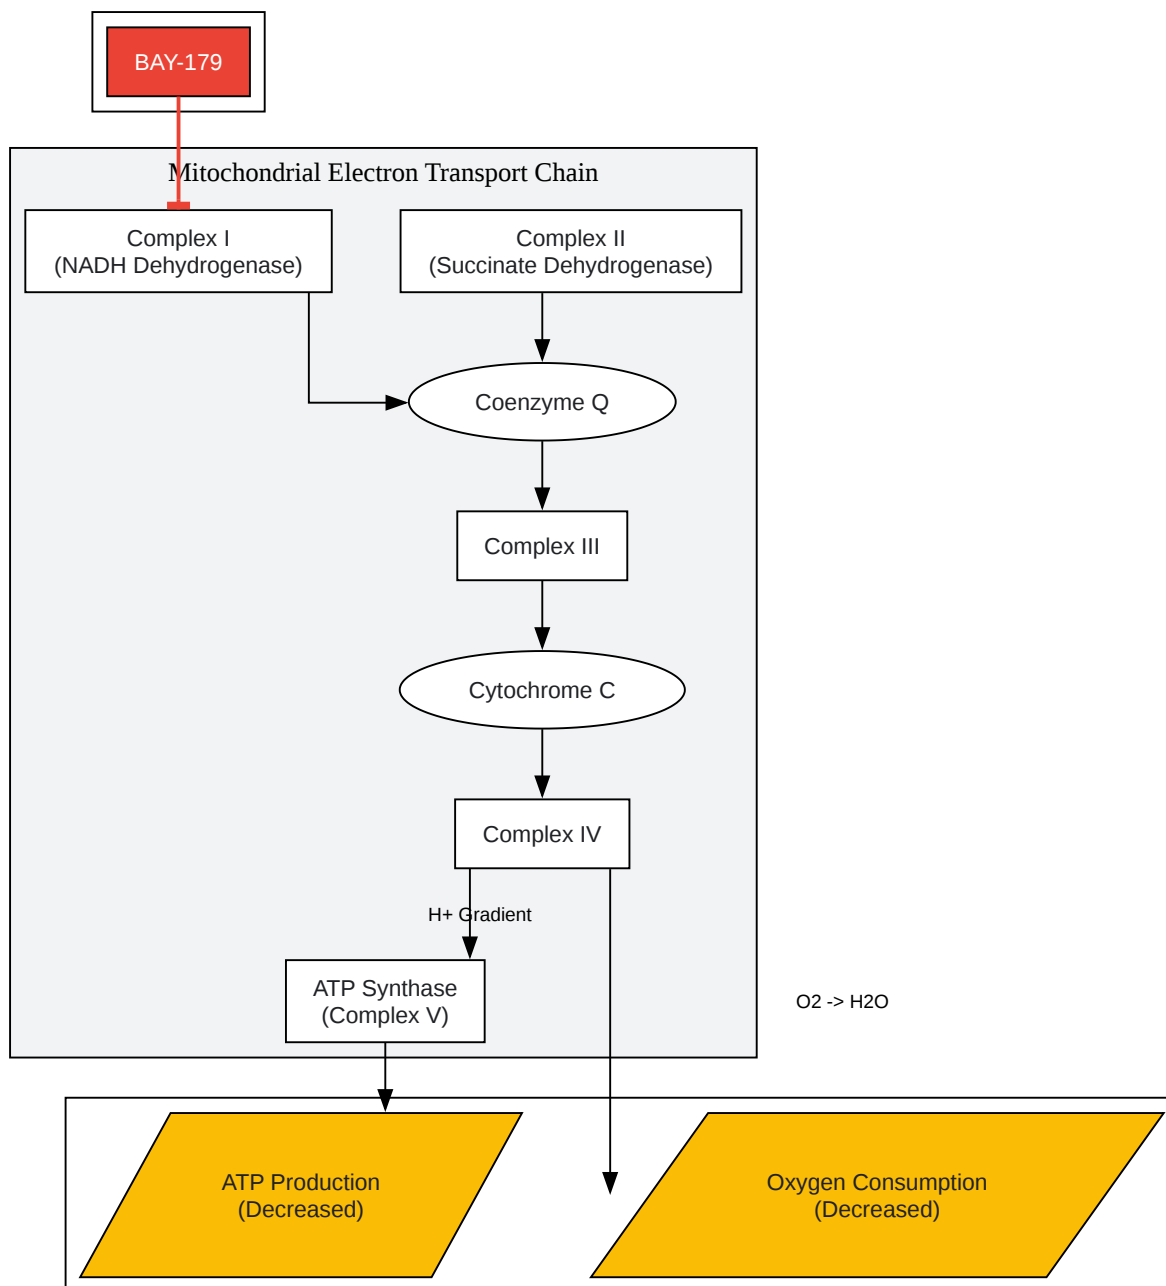 BAY-179
Mitochondrial Electron Transport Chain
Complex I
(NADH Dehydrogenase)
Complex II
(Succinate Dehydrogenase)
Coenzyme Q
Complex III
Cytochrome C
Complex IV
H+ Gradient
ATP Synthase
(Complex V)
O2 -> H2O
ATP Production
(Decreased)
Oxygen Consumption
(Decreased)